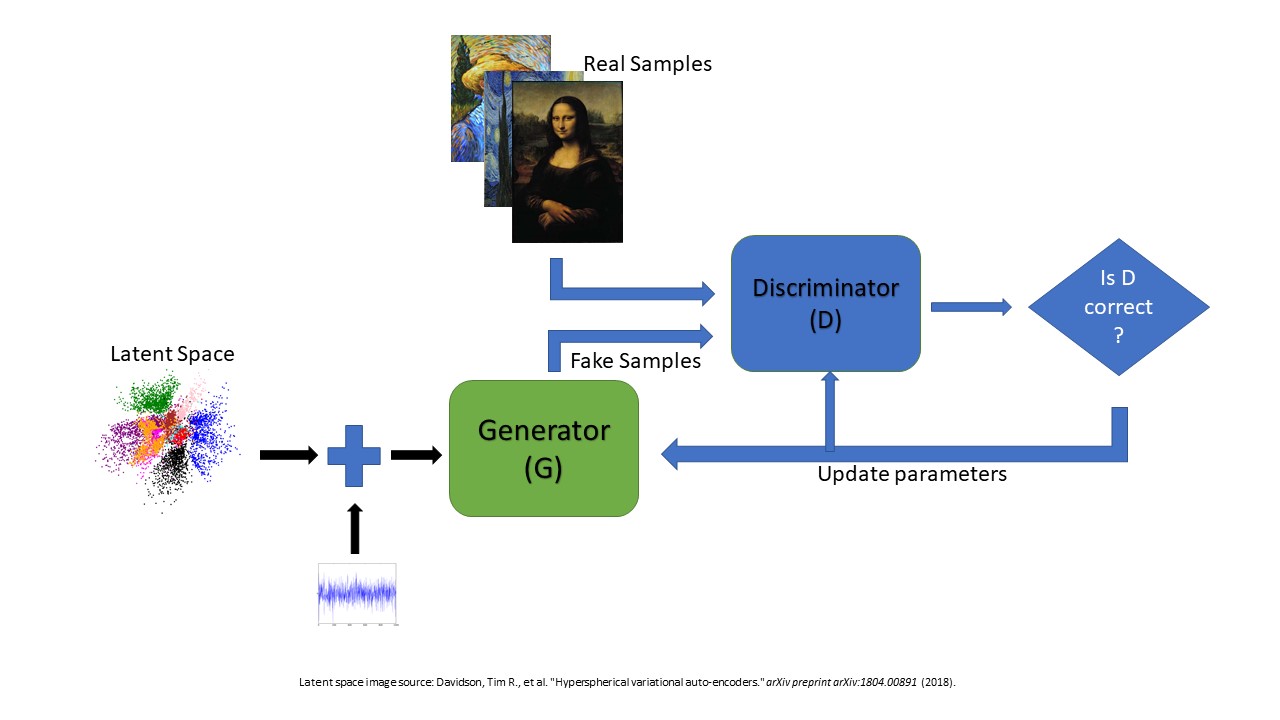 Real Samples
Discriminator
(D)
Is D
correct
?
Fake Samples
Latent Space
Generator
(G)
Update parameters
Latent space image source: Davidson, Tim R., et al. "Hyperspherical variational auto-encoders." arXiv preprint arXiv:1804.00891 (2018).